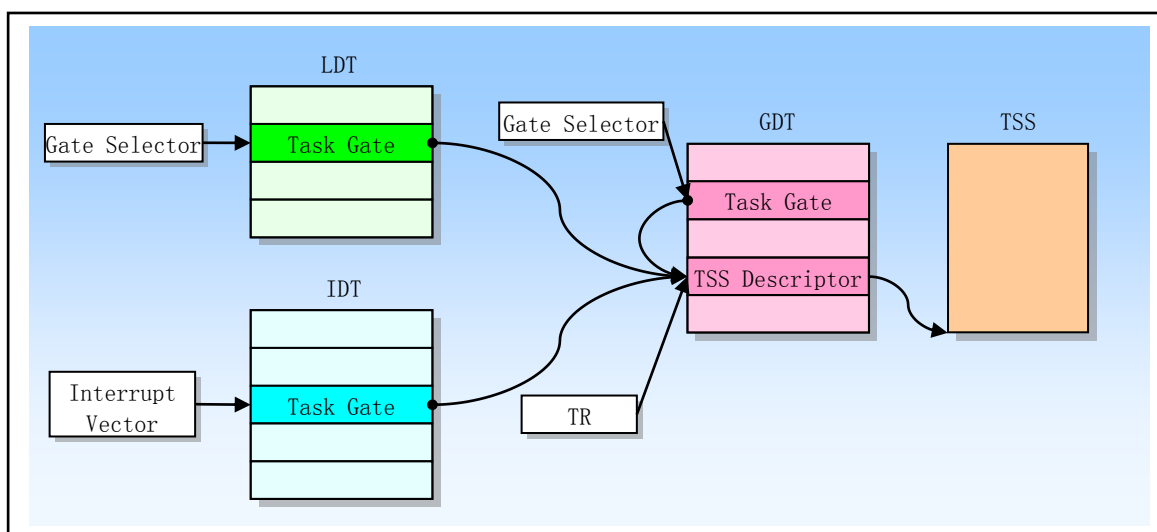 LDT
Gate Selector
Task Gate
Gate Selector
GDT
TSS
Task Gate
TSS Descriptor
IDT
Interrupt
Vector
Task Gate
TR